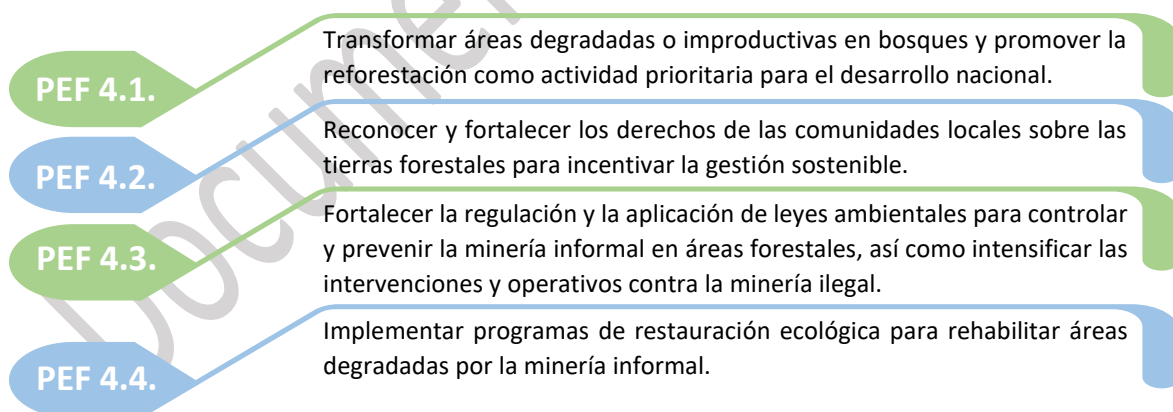 PEF 4.1.
Transformar áreas degradadas o improductivas en bosques y promover la
reforestación como actividad prioritaria para el desarrollo nacional.
PEF 4.2.
Reconocer y fortalecer los derechos de las comunidades locales sobre las
tierras forestales para incentivar la gestión sostenible.
PEF 4.3.
Fortalecer la regulación y la aplicación de leyes ambientales para controlar
y prevenir la minería informal en áreas forestales, así como intensificar las
intervenciones y operativos contra la minería ilegal.
PEF 4.4.
Implementar programas de restauración ecológica para rehabilitar áreas
degradadas por la minería informal.